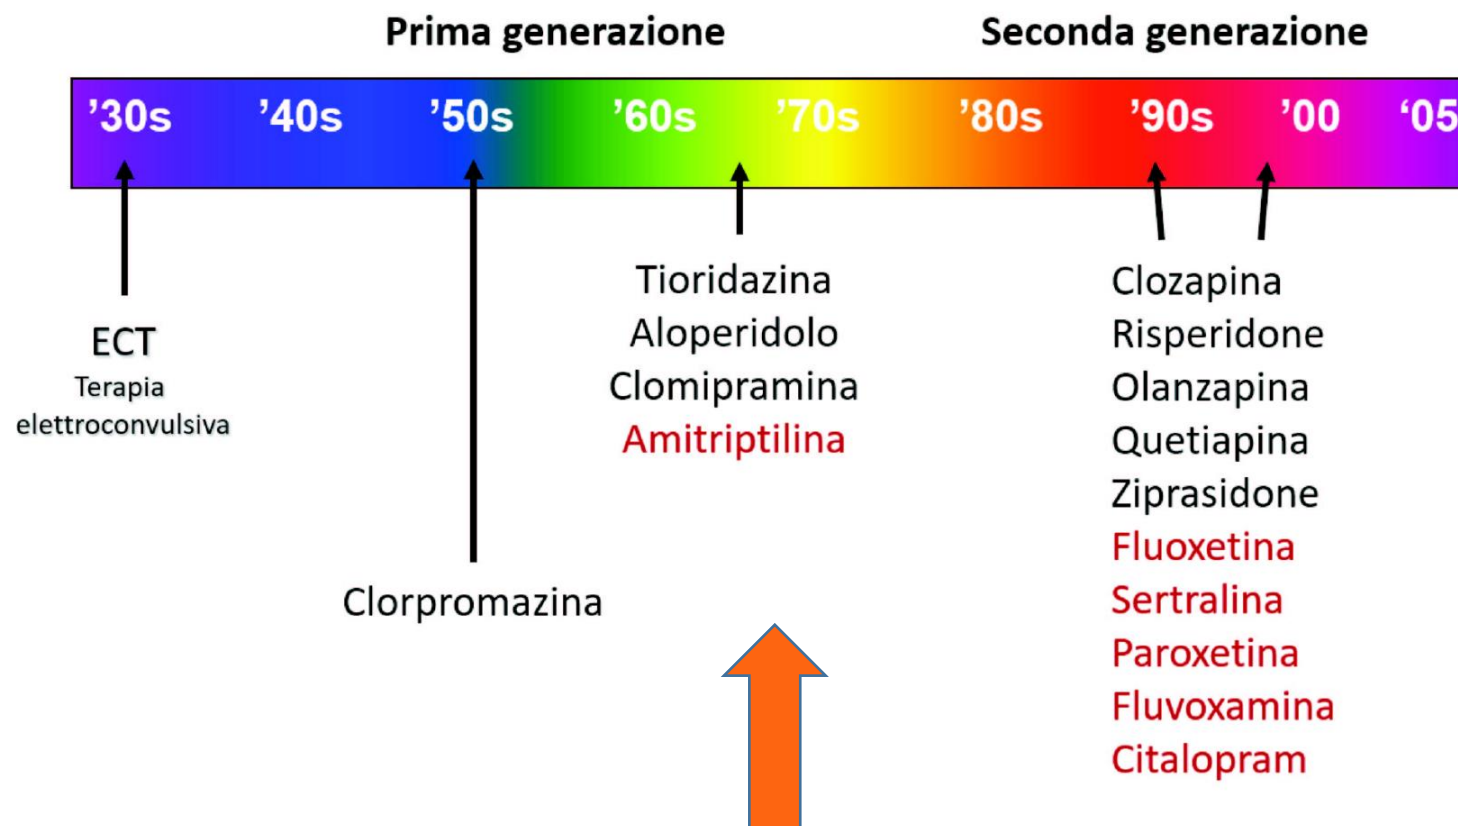 Prima generazione
Seconda generazione
’30s ’40s ’50s ’60s ’70s ’80s ’90s ’00 ‘05
ECT
Terapia
elettroconvulsiva
Clorpromazina
Tioridazina
Aloperidolo
Clomipramina
Amitriptilina
Clozapina
Risperidone
Olanzapina
Quetiapina
Ziprasidone
Fluoxetina
Sertralina
Paroxetina
Fluvoxamina
Citalopram